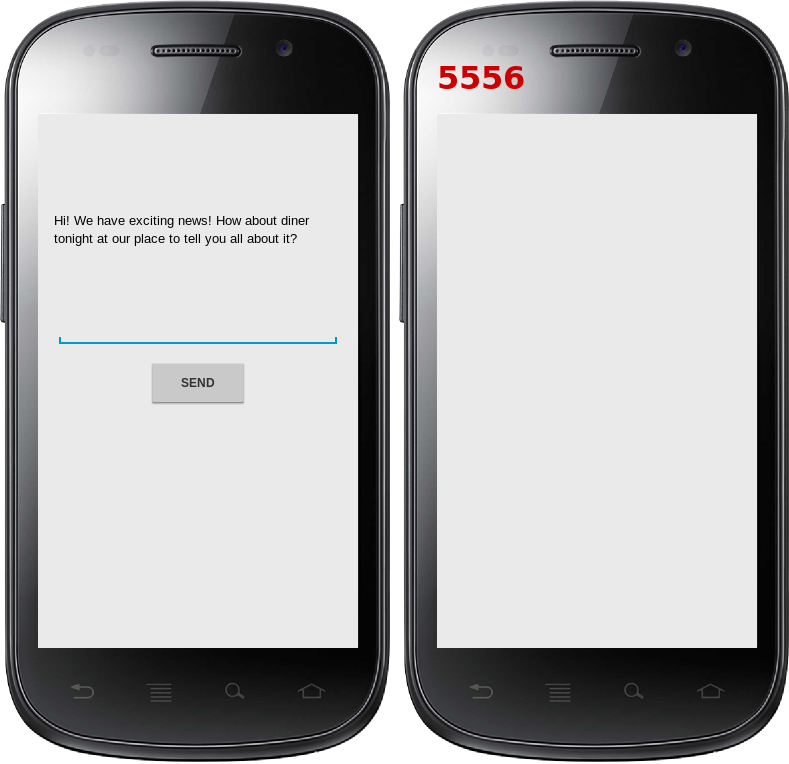 5556
Hi! We have exciting news! How about diner
tonight at our place to tell you all about it?
SEND